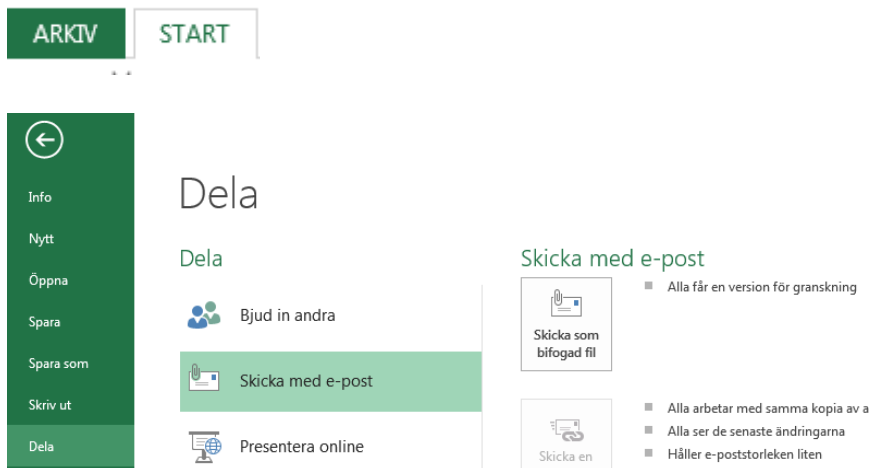 ARKIV
START
Info
Nytt
Öppna
Spara
Spara som
Skriv ut
Dela
Dela
Dela
Bjud in andra
Skicka med e-post
Presentera online
Skicka med e-post
Skicka som
bifogad fil
Alla får en version för granskning
Skicka en
Alla arbetar med samma kopia av a
Alla ser de senaste ändringarna
Håller e-poststorleken liten